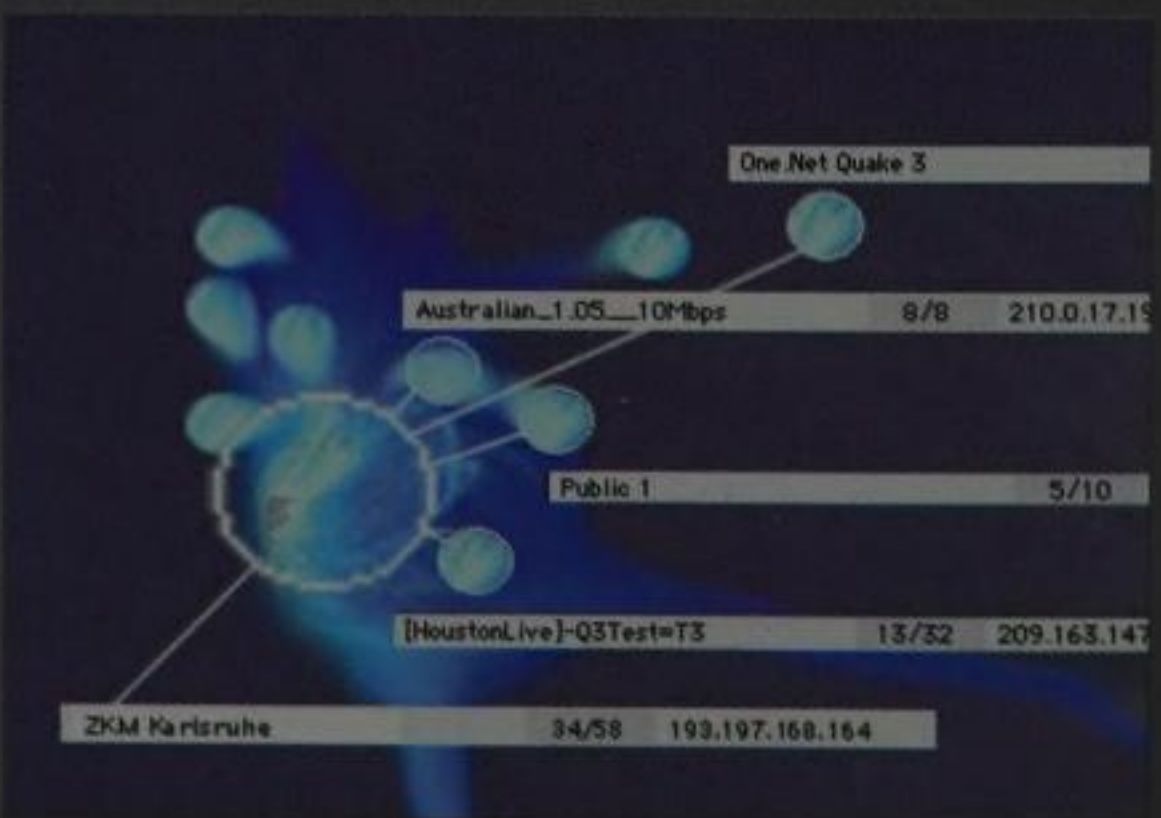 One.Net Quake 3
Australian_1.05__10Mbps 8/8 210.0.17.19
Public 1 5/10
[HoustonLive]-Q3Test=T3 13/32 209.163.147
ZKM Karlsruhe 34/58 193.197.168.164